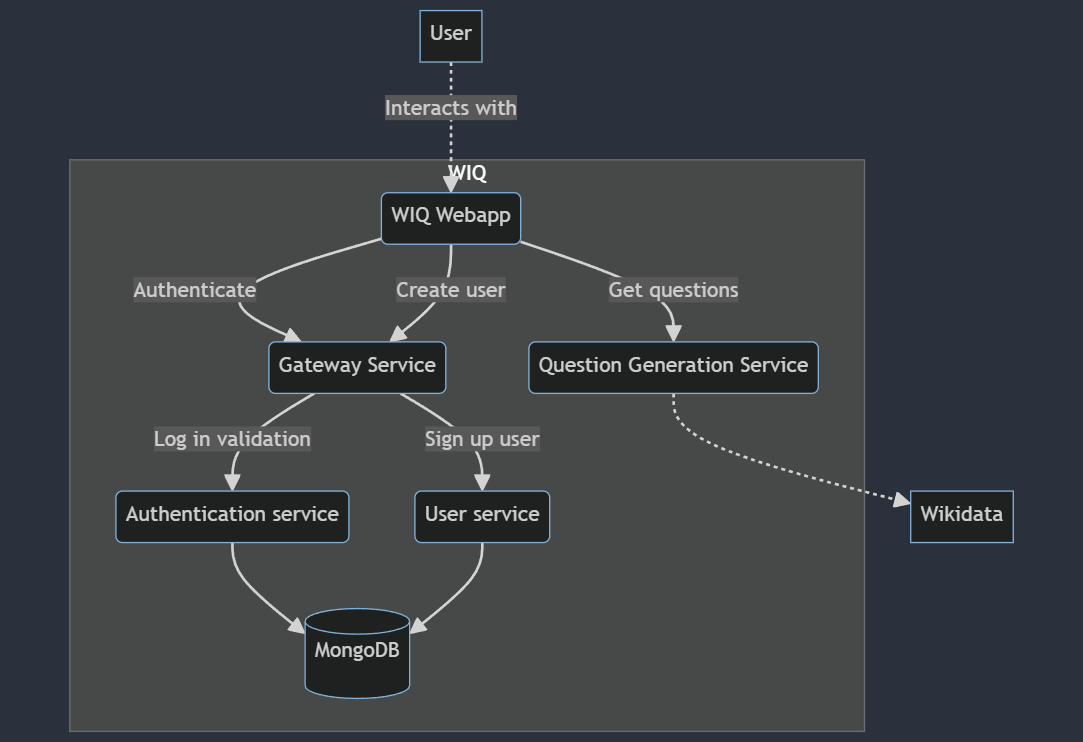 User
Interacts with
WIQ
WIQ Webapp
Authenticate
Create user
Get questions
Gateway Service
Question Generation Service
Log in validation
Sign up user
Authentication service
User service
Wikidata
MongoDB